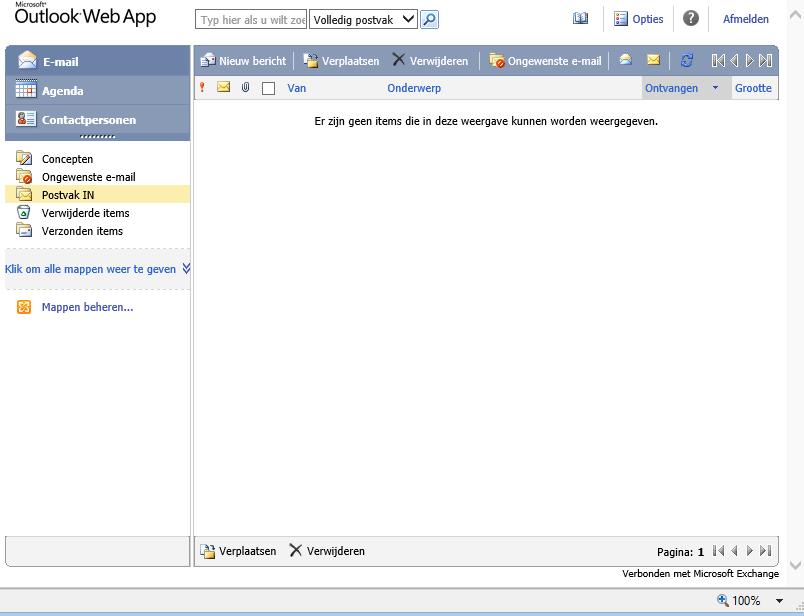 Microsoft®
Outlook Web App
Typ hier als u wilt zoe
Volledig postvak
Opties
Afmelden
E-mail
Agenda
Contactpersonen
Nieuw bericht
Verplaatsen
Verwijderen
Ongewenste e-mail
Van
Onderwerp
Ontvangen
Grootte
Er zijn geen items die in deze weergave kunnen worden weergegeven.
Concepten
Ongewenste e-mail
Postvak IN
Verwijderde items
Verzonden items
Klik om alle mappen weer te geven
Mappen beheren...
Verplaatsen
Verwijderen
Pagina: 1
Verbonden met Microsoft Exchange
100%